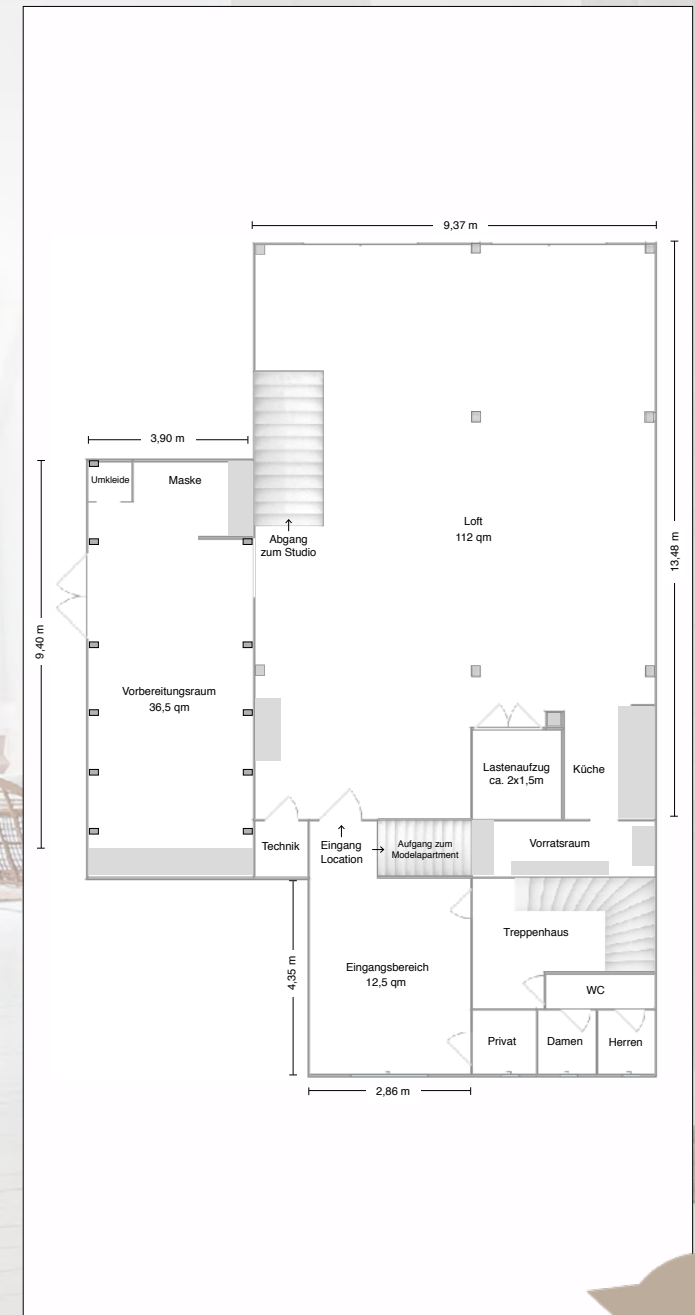 9,37 m
3,90 m
Umkleide
Maske
Abgang
zum Studio
Loft
112 qm
13,48 m
9,40 m
Vorbereitungsraum
36,5 qm
Lastenaufzug
ca. 2x1,5m
Küche
Technik
Eingang
Location
Aufgang zum
Modelapartment
Vorratsraum
Treppenhaus
4,35 m
Eingangsbereich
12,5 qm
WC
Privat
Damen
Herren
2,86 m